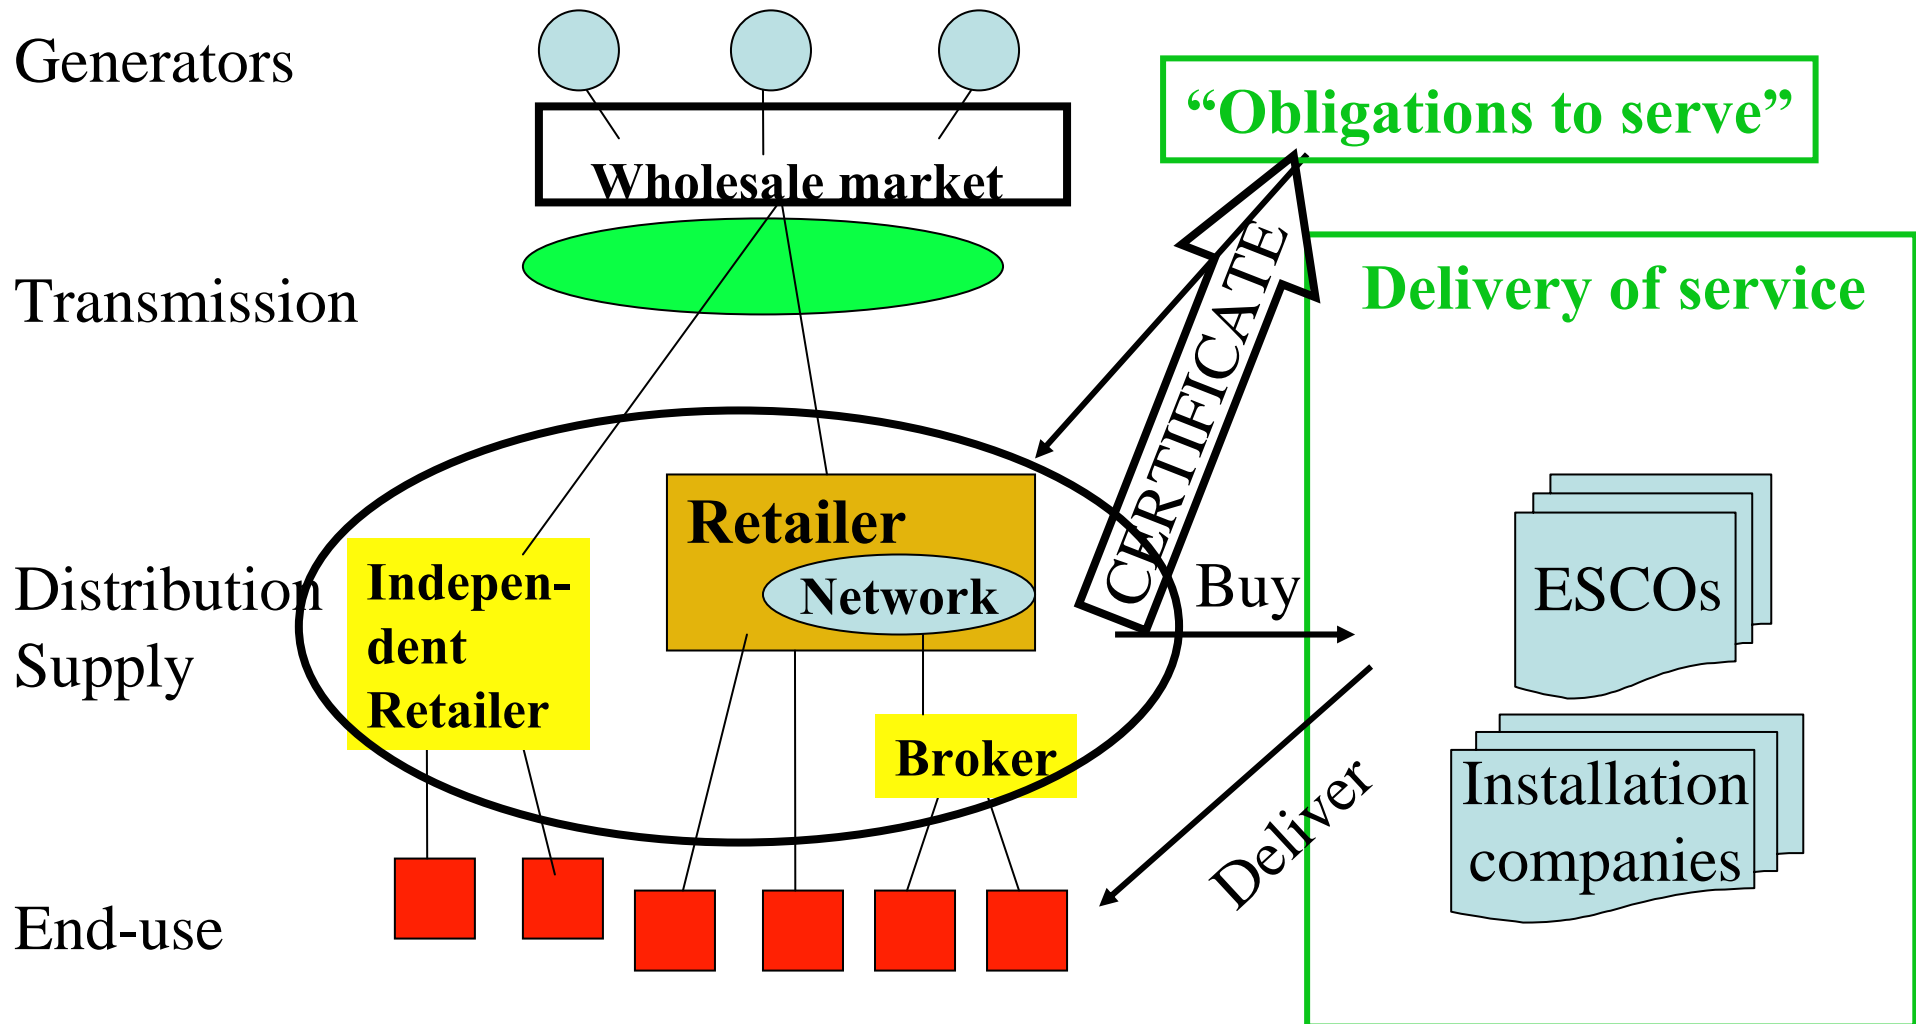 Generators
“Obligations to serve”
Wholesale market
Transmission
Delivery of service
CERTIFICATE
Retailer
Network
Indepen-
dent
Retailer
Distribution
Supply
Buy
ESCOs
Broker
Deliver
Installation
companies
End-use